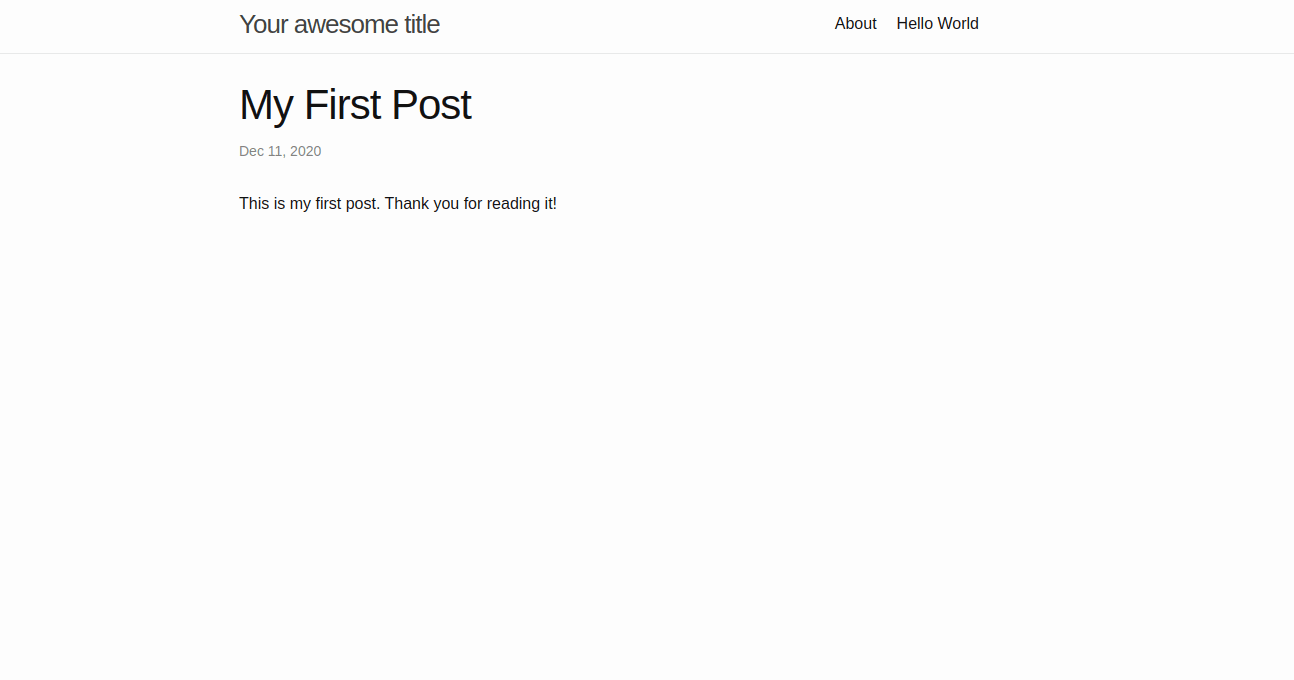 Your awesome title
About Hello World
My First Post
Dec 11, 2020
This is my first post. Thank you for reading it!